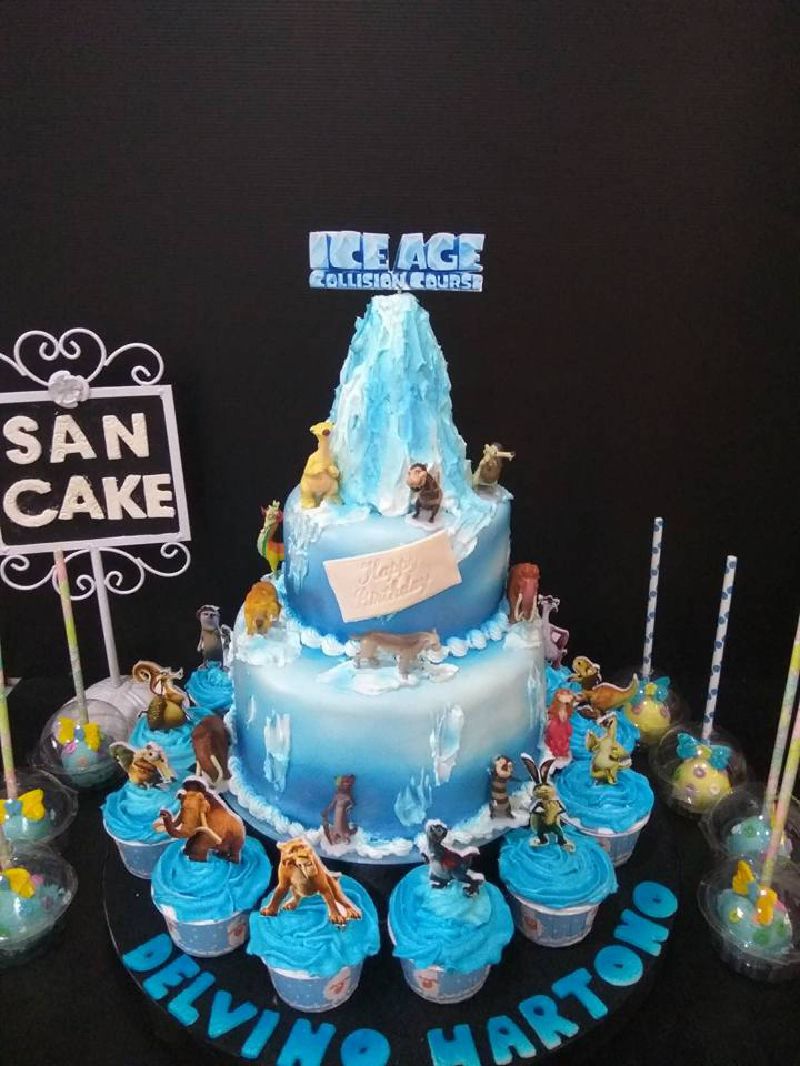 ICE AGE
COLLISION COURSE
SAN
CAKE
Happy
Birthday
DELVINO HARTONO